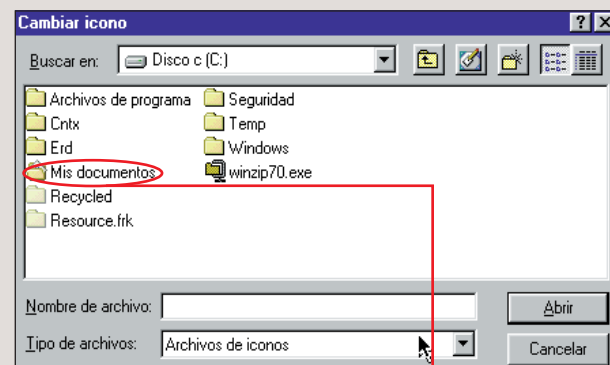 Cambiar icono
Buscar en: Disco c (C:)
Archivos de programa
Cntx
Erd
Mis documentos
Recycled
Resource.frk
Seguridad
Temp
Windows
winzip70.exe
Nombre de archivo:
Abrir
Tipo de archivos: Archivos de iconos
Cancelar